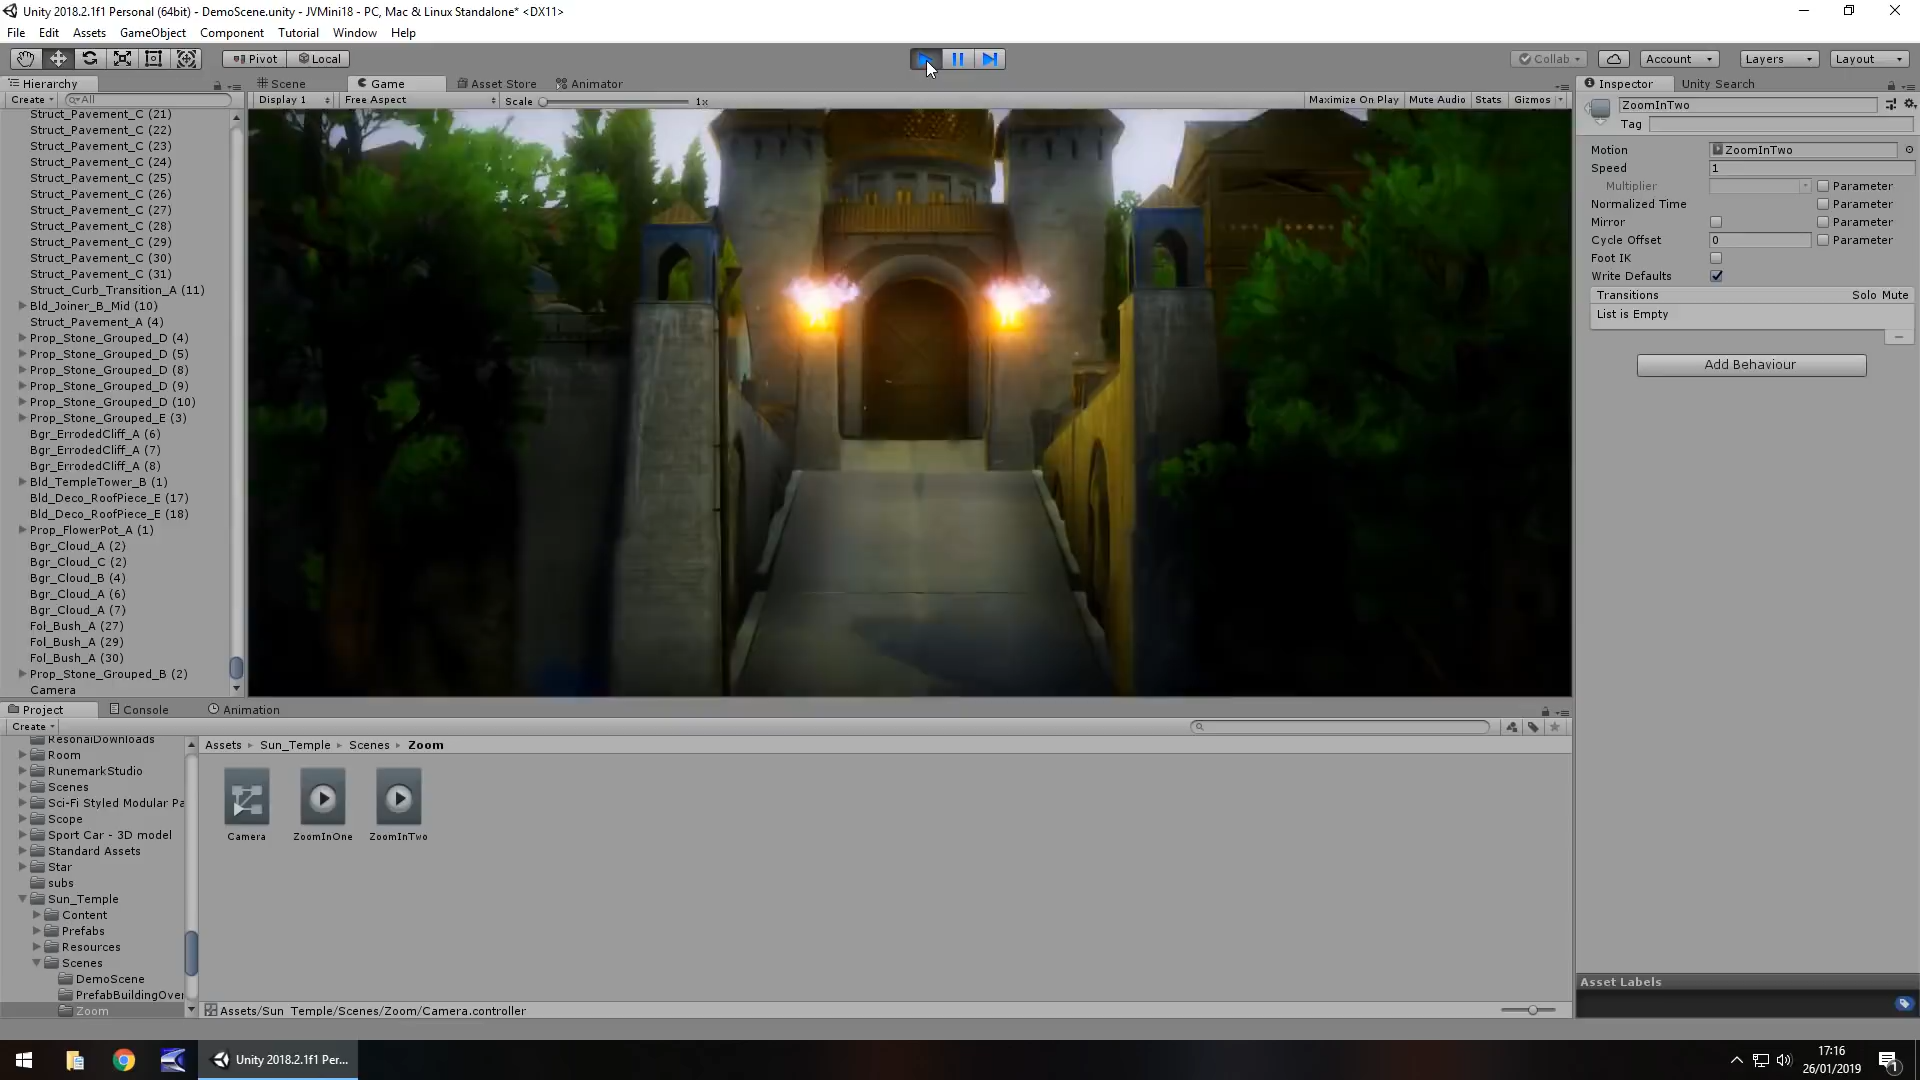 Unity 2018.2.1f1 Personal (64bit) - DemoScene.unity - JVMini18 - PC, Mac & Linux Standalone* <DX11>
File Edit Assets GameObject Component Tutorial Window Help
Pivot Local Collab Account Layers Layout
Hierarchy Scene Game Asset Store Animator Inspector Unity Search
Create All Display 1 Free Aspect Scale 1x Maximize On Play Mute Audio Stats Gizmos
ZoomInTwo
Tag
Motion ZoomInTwo
Speed 1
Multiplier Parameter
Normalized Time Parameter
Mirror Parameter
Cycle Offset 0 Parameter
Foot IK
Write Defaults
Transitions Solo Mute
List is Empty
Add Behaviour
Struct_Pavement_C (21)
Struct_Pavement_C (22)
Struct_Pavement_C (23)
Struct_Pavement_C (24)
Struct_Pavement_C (25)
Struct_Pavement_C (26)
Struct_Pavement_C (27)
Struct_Pavement_C (28)
Struct_Pavement_C (29)
Struct_Pavement_C (30)
Struct_Pavement_C (31)
Struct_Curb_Transition_A (11)
Bld_Joiner_B_Mid (10)
Struct_Pavement_A (4)
Prop_Stone_Grouped_D (4)
Prop_Stone_Grouped_D (5)
Prop_Stone_Grouped_D (8)
Prop_Stone_Grouped_D (9)
Prop_Stone_Grouped_D (10)
Prop_Stone_Grouped_E (3)
Bgr_ErrodedCliff_A (6)
Bgr_ErrodedCliff_A (7)
Bgr_ErrodedCliff_A (8)
Bld_TempleTower_B (1)
Bld_Deco_RoofPiece_E (17)
Bld_Deco_RoofPiece_E (18)
Prop_FlowerPot_A (1)
Bgr_Cloud_A (2)
Bgr_Cloud_C (2)
Bgr_Cloud_B (4)
Bgr_Cloud_A (6)
Bgr_Cloud_A (7)
Fol_Bush_A (27)
Fol_Bush_A (29)
Fol_Bush_A (30)
Prop_Stone_Grouped_B (2)
Camera
Project Console Animation
Create
ResonaiDownloads
Room
RunemarkStudio
Scenes
Sci-Fi Styled Modular Pa
Scope
Sport Car - 3D model
Standard Assets
Star
subs
Sun_Temple
Content
Prefabs
Resources
Scenes
DemoScene
PrefabBuildingOver
Zoom
Assets Sun_Temple Scenes Zoom
Camera ZoomInOne ZoomInTwo
Assets/Sun_Temple/Scenes/Zoom/Camera.controller
Asset Labels
Unity 2018.2.1f1 Per...
17:16
26/01/2019
1